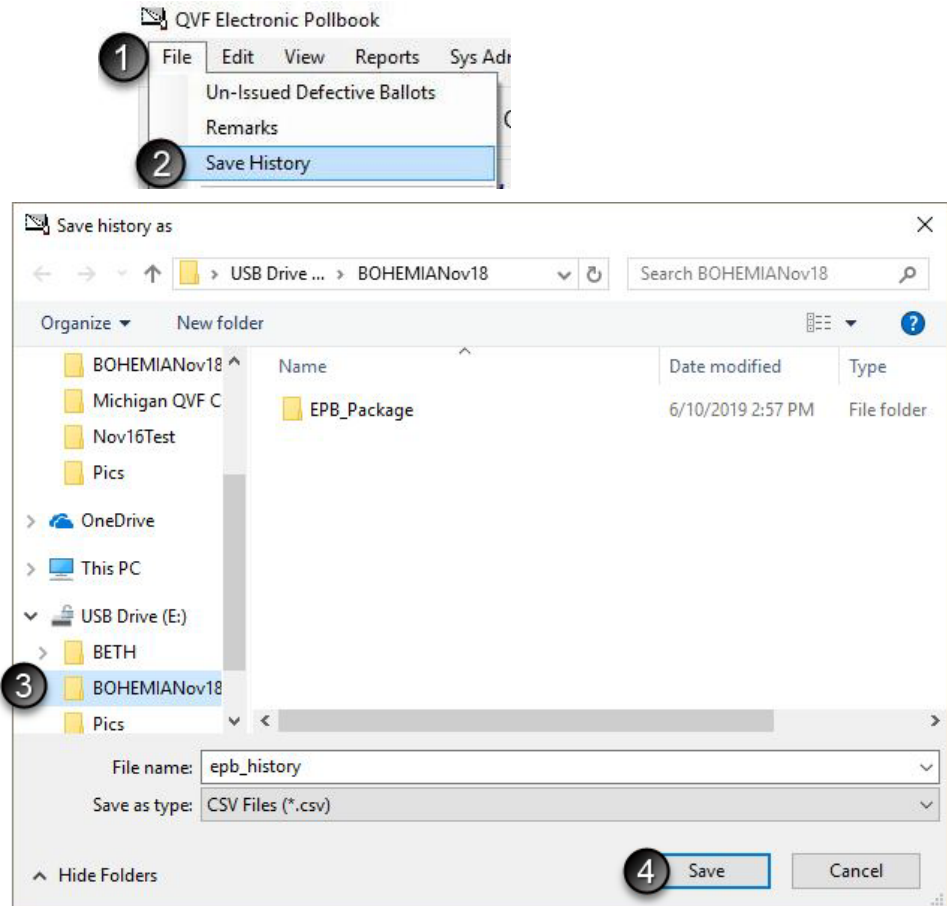 QVF Electronic Pollbook
1 File Edit View Reports Sys Adr
Un-Issued Defective Ballots
Remarks
2 Save History
Save history as
USB Drive ... › BOHEMIANov18
Search BOHEMIANov18
Organize
New folder
?
BOHEMIANov18
Michigan QVF C
Nov16Test
Pics
OneDrive
This PC
USB Drive (E:)
BETH
3 BOHEMIANov18
Pics
Name Date modified Type
EPB_Package 6/10/2019 2:57 PM File folder
File name: epb_history
Save as type: CSV Files (*.csv)
Hide Folders
4 Save Cancel